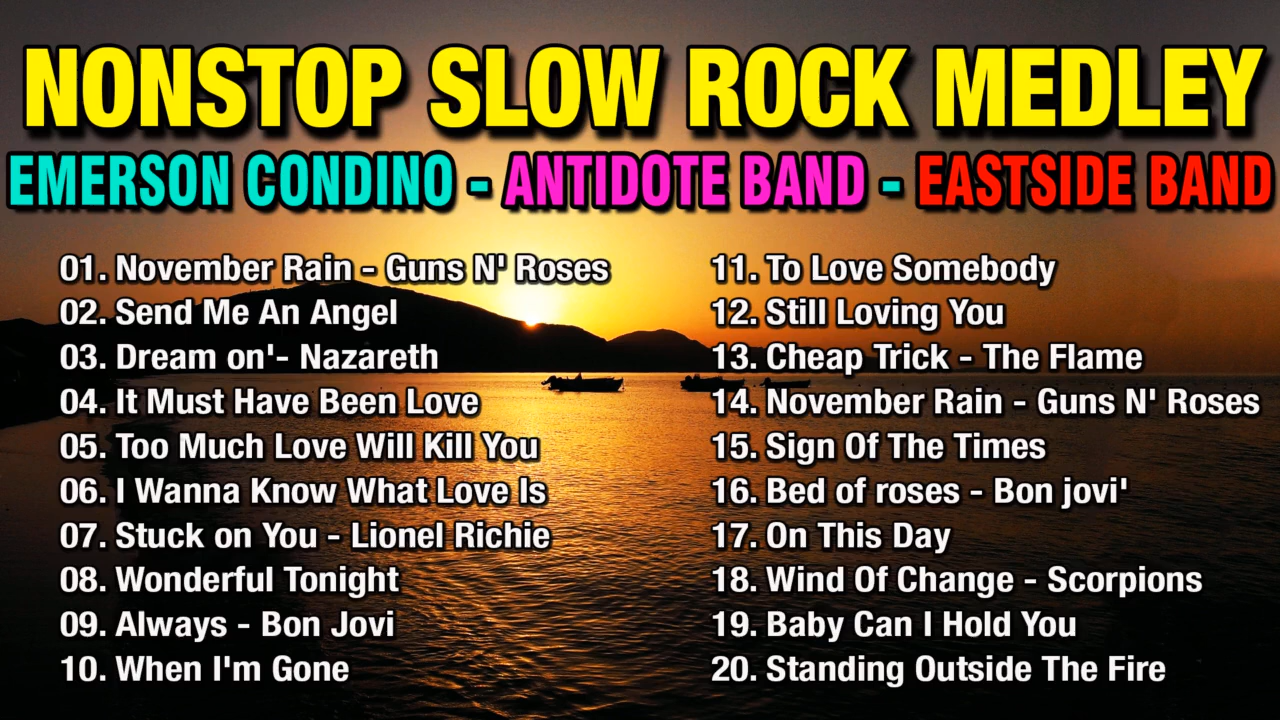 NONSTOP SLOW ROCK MEDLEY
EMERSON CONDINO - ANTIDOTE BAND - EASTSIDE BAND
01. November Rain - Guns N' Roses
02. Send Me An Angel
03. Dream on'- Nazareth
04. It Must Have Been Love
05. Too Much Love Will Kill You
06. I Wanna Know What Love Is
07. Stuck on You - Lionel Richie
08. Wonderful Tonight
09. Always - Bon Jovi
10. When I'm Gone
11. To Love Somebody
12. Still Loving You
13. Cheap Trick - The Flame
14. November Rain - Guns N' Roses
15. Sign Of The Times
16. Bed of roses - Bon jovi'
17. On This Day
18. Wind Of Change - Scorpions
19. Baby Can I Hold You
20. Standing Outside The Fire